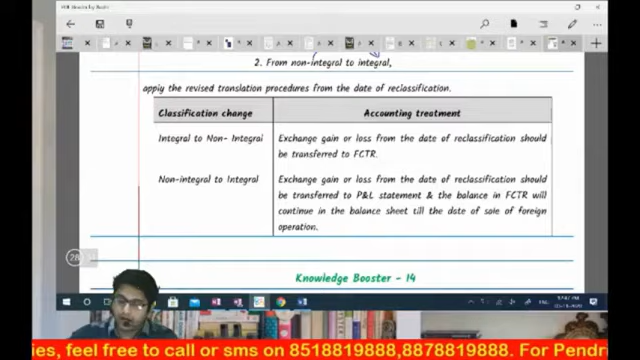 2. From non-integral to integral,
apply the revised translation procedures from the date of reclassification.
Classification change
Accounting treatment
Integral to Non- Integral
Exchange gain or loss from the date of reclassification should
be transferred to FCTR.
Non-integral to Integral
Exchange gain or loss from the date of reclassification should
be transferred to P&L statement & the balance in FCTR will
continue in the balance sheet till the date of sale of foreign
operation.
Knowledge Booster - 14
ENG
ies, feel free to call or sms on 8518819888,8878819888. For Pendri